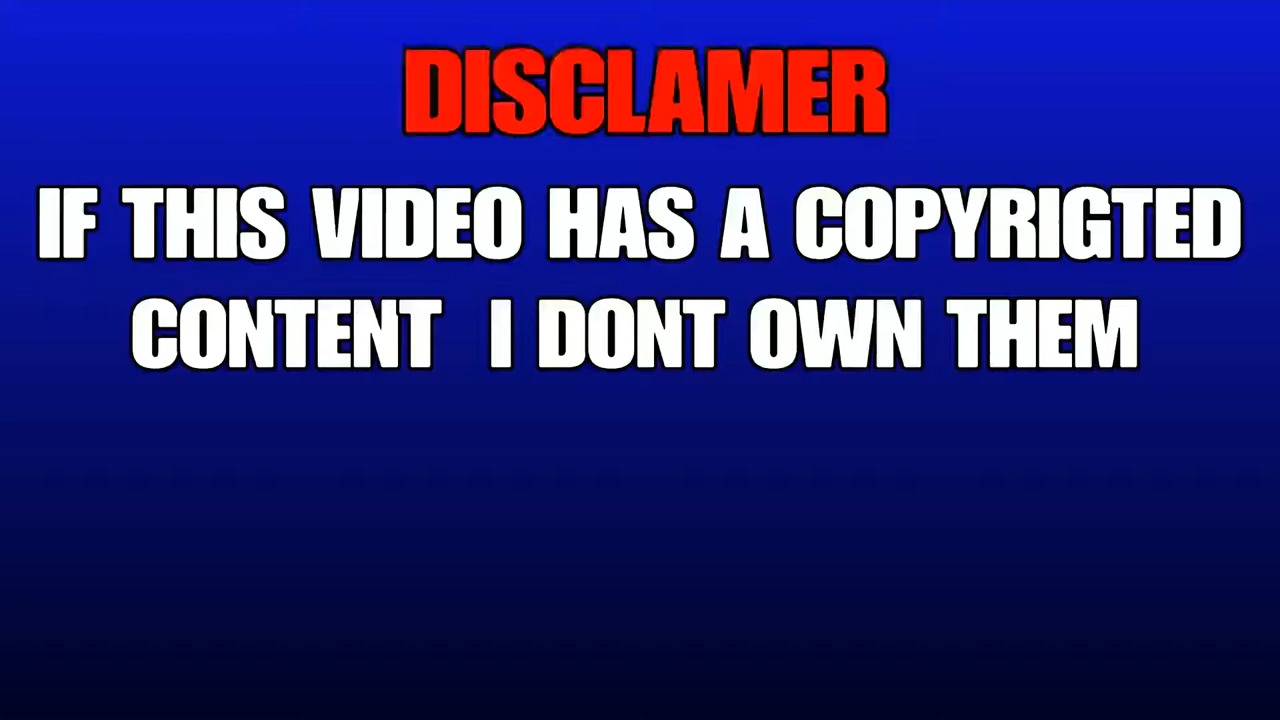 DISCLAMER
IF THIS VIDEO HAS A COPYRIGTED
CONTENT I DONT OWN THEM